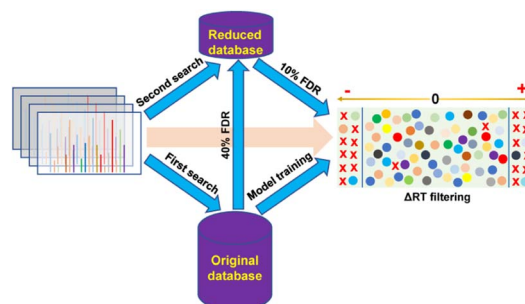 Reduced
database
Second search
10% FDR
40% FDR
First search
Model training
Original
database
-
0
+
ΔRT filtering